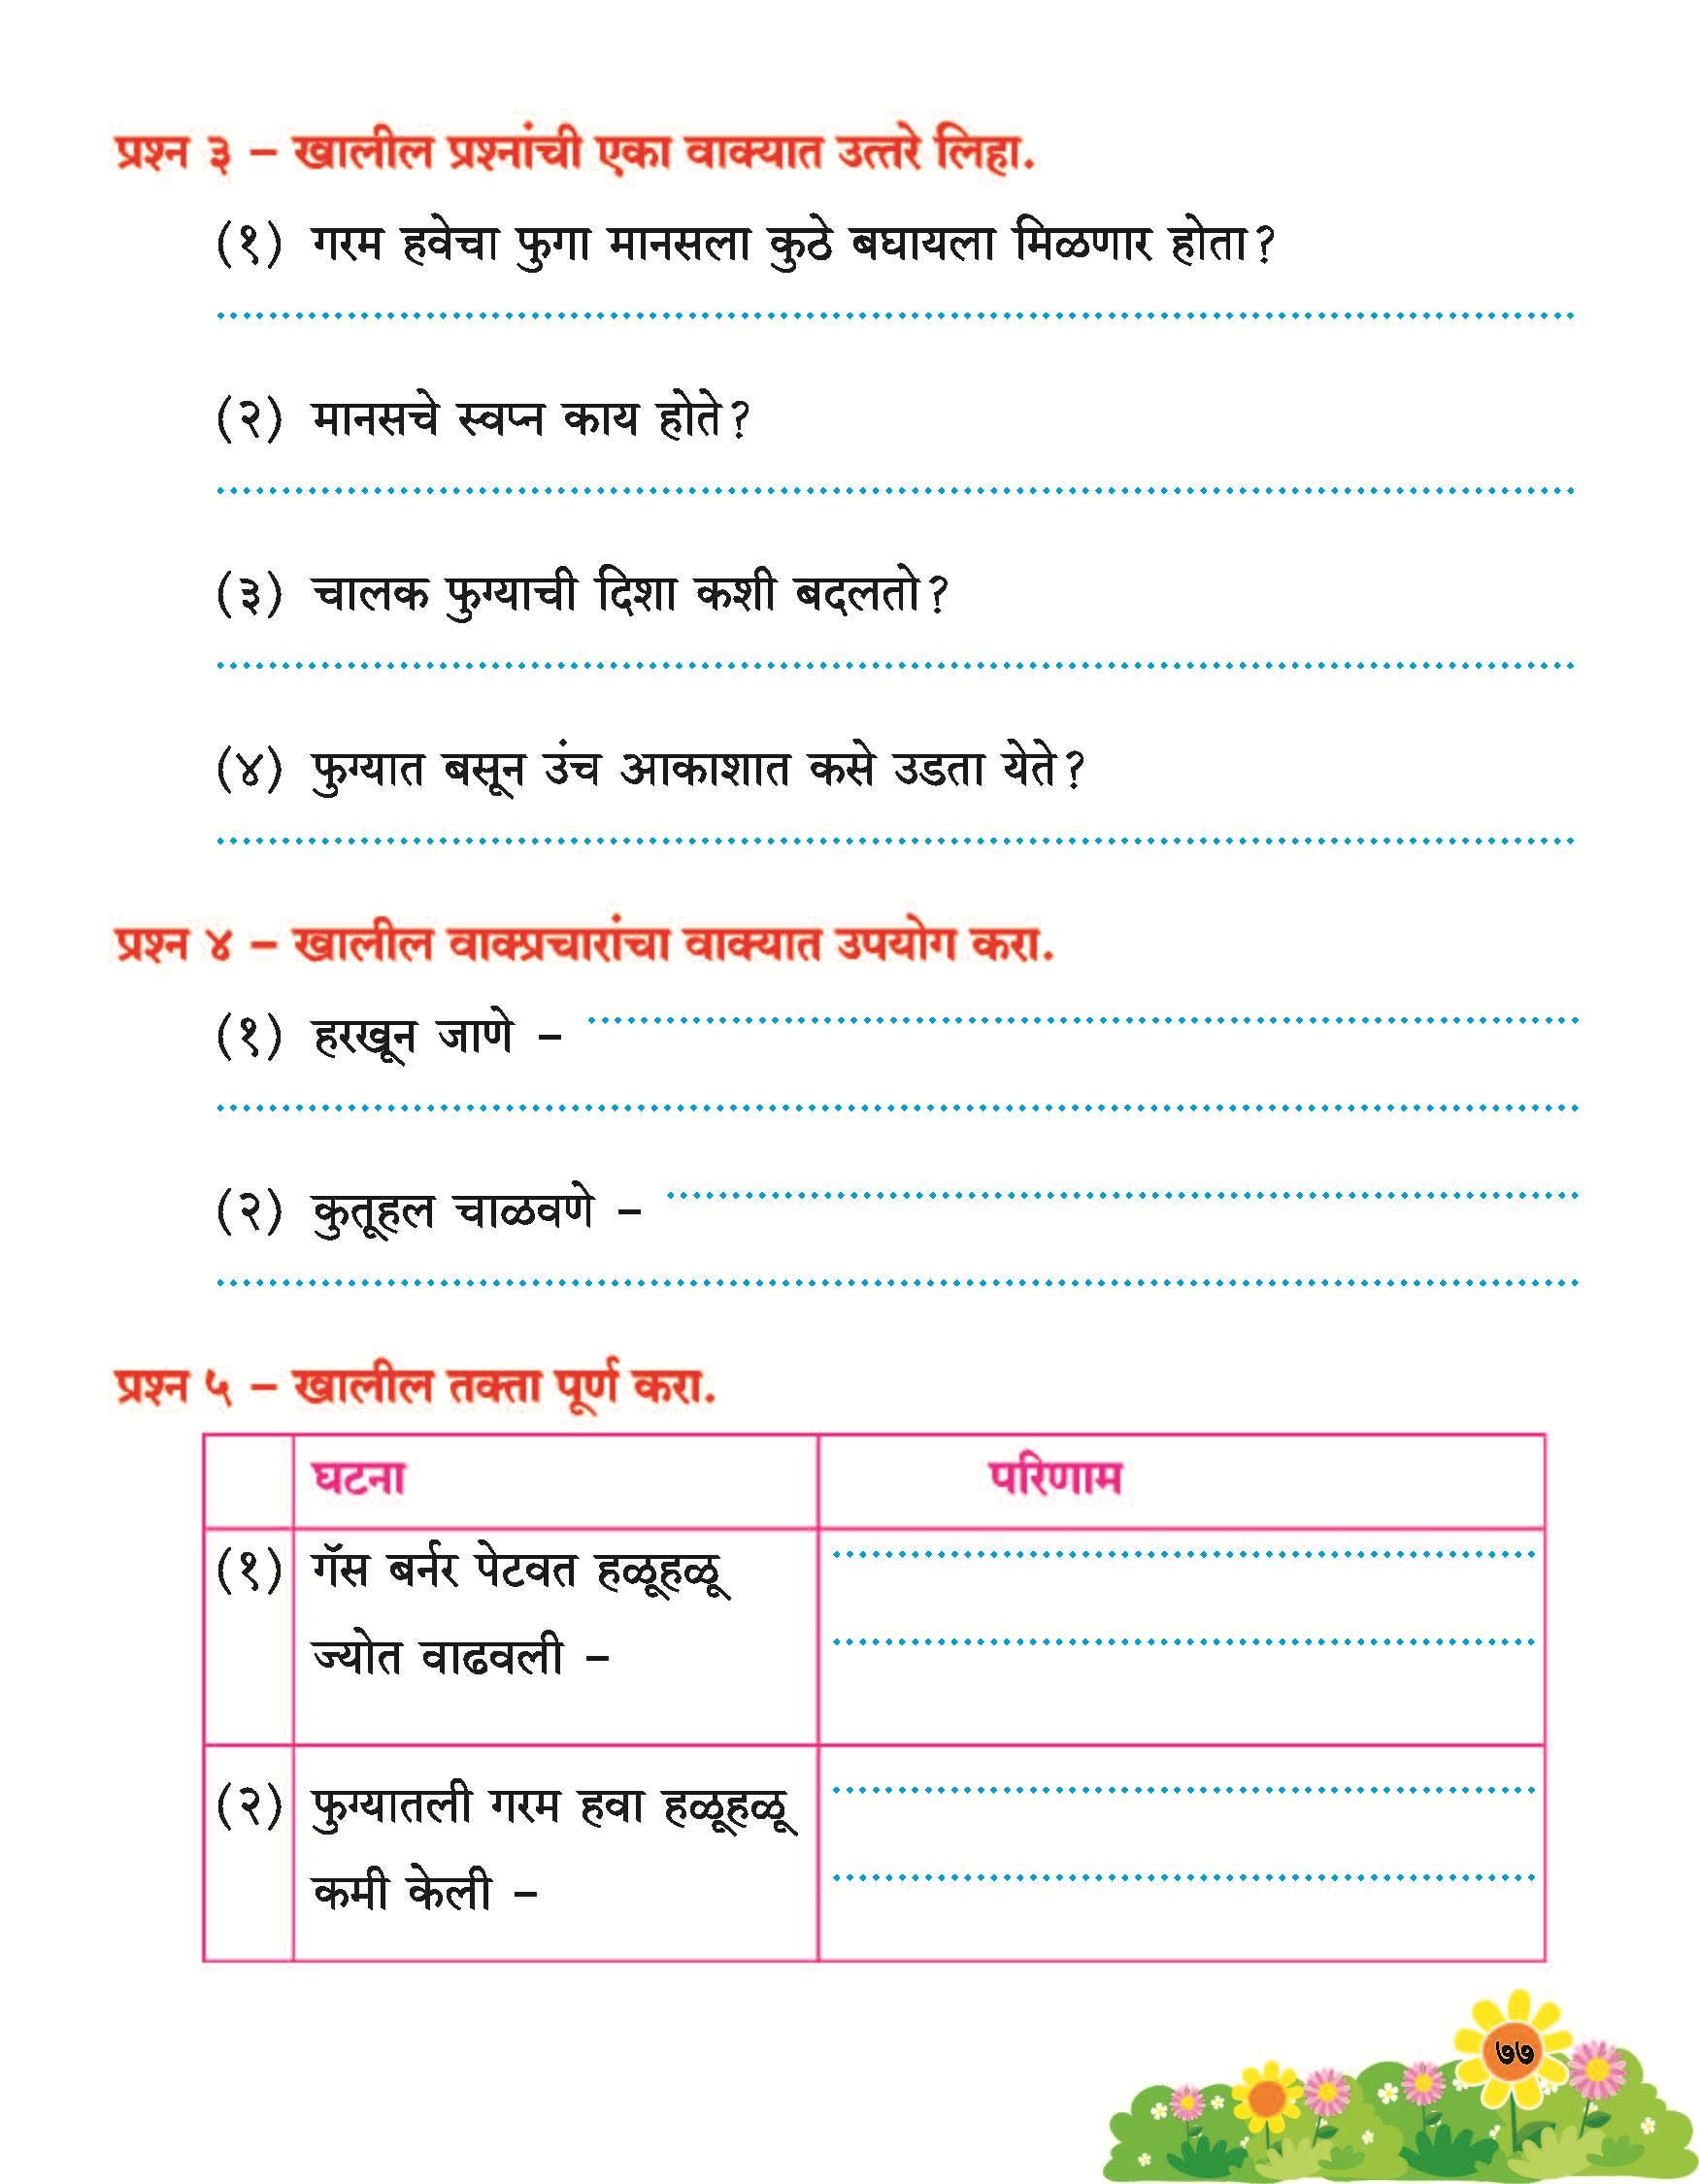 प्रश्न ३ – खालील प्रश्नांची एका वाक्यात उत्तरे लिहा.
(१) गरम हवेचा फुगा मानसला कुठे बघायला मिळणार होता?
(२) मानसचे स्वप्न काय होते?
(३) चालक फुग्याची दिशा कशी बदलतो?
(४) फुग्यात बसून उंच आकाशात कसे उडता येते?
प्रश्न ४ – खालील वाक्प्रचारांचा वाक्यात उपयोग करा.
(१) हरखून जाणे –
(२) कुतूहल चाळवणे –
प्रश्न ५ – खालील तक्ता पूर्ण करा.
घटना परिणाम
(१) गॅस बर्नर पेटवत हळूहळू
ज्योत वाढवली –
(२) फुग्यातली गरम हवा हळूहळू
कमी केली –
७७